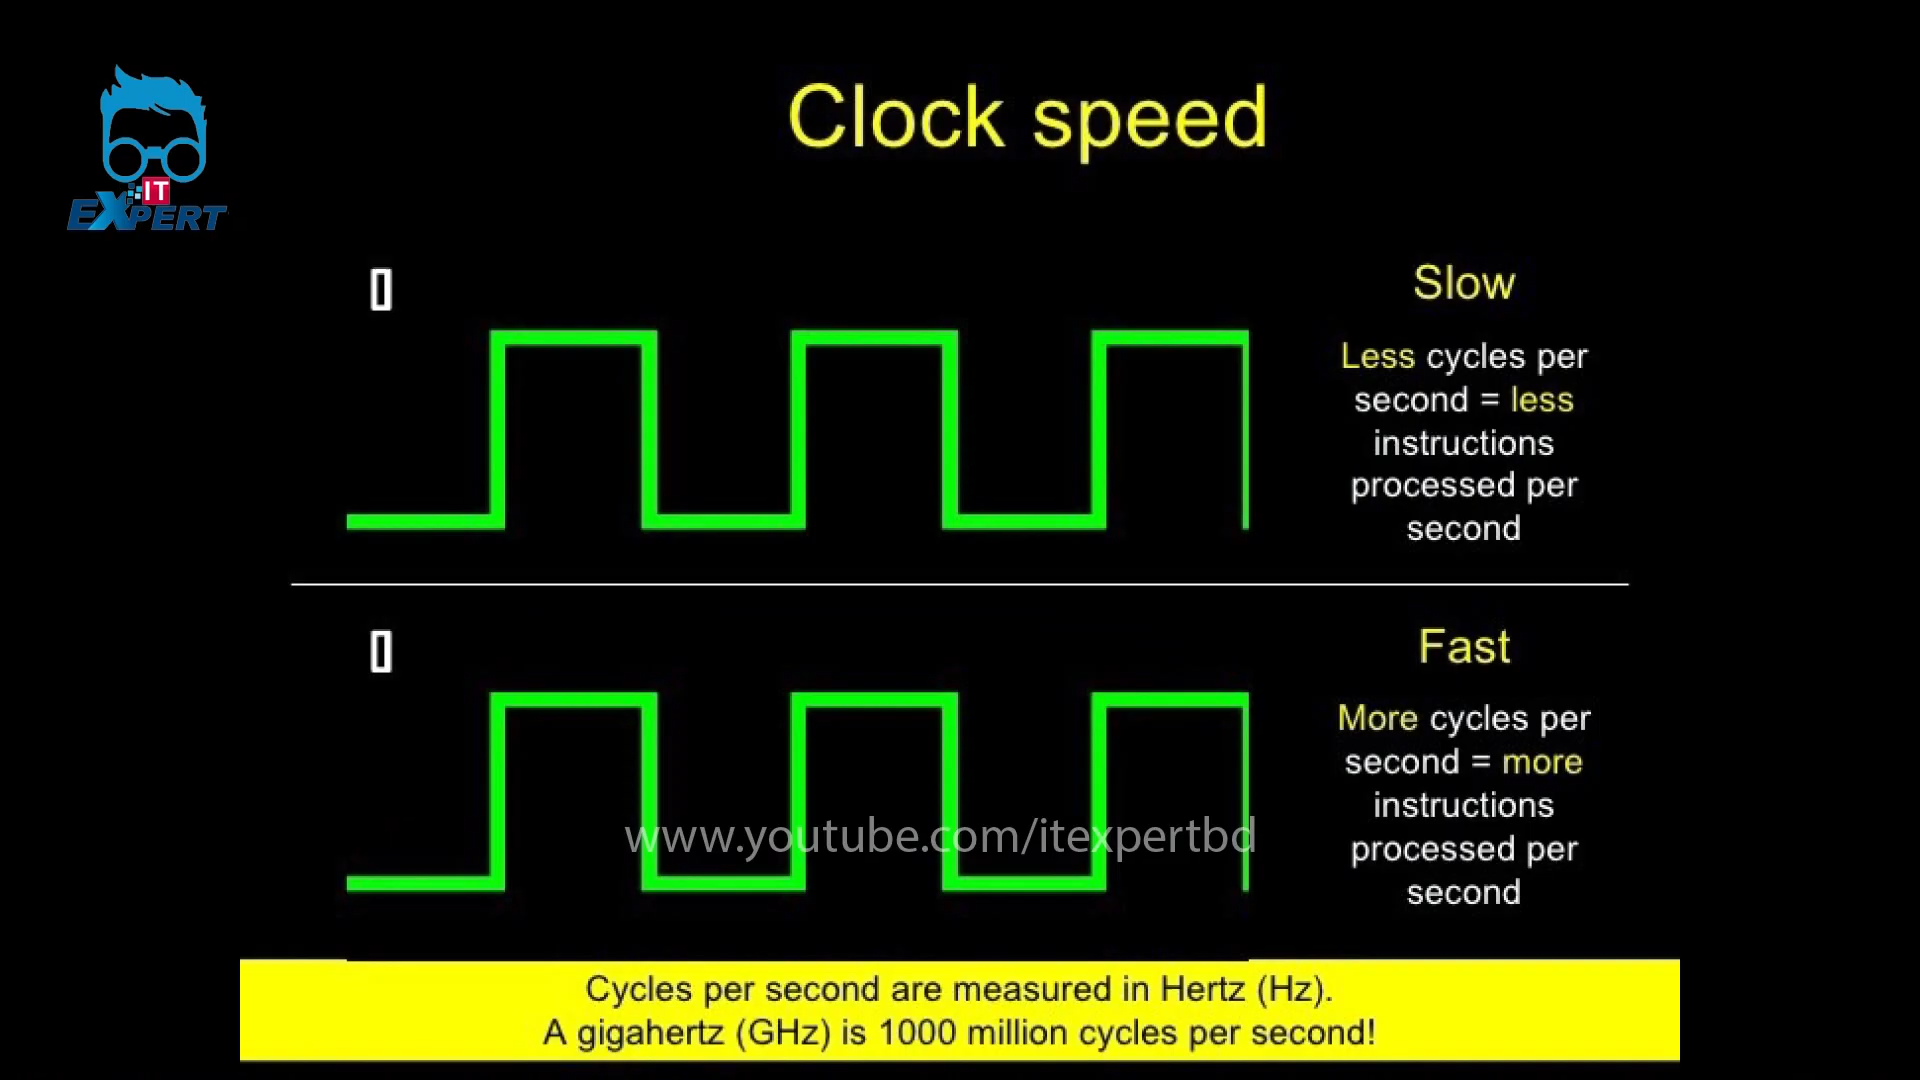 Clock speed
IT
EXPERT
Slow
Less cycles per
second = less
instructions
processed per
second
Fast
More cycles per
second = more
instructions
processed per
second
www.youtube.com/itexpertbd
Cycles per second are measured in Hertz (Hz).
A gigahertz (GHz) is 1000 million cycles per second!